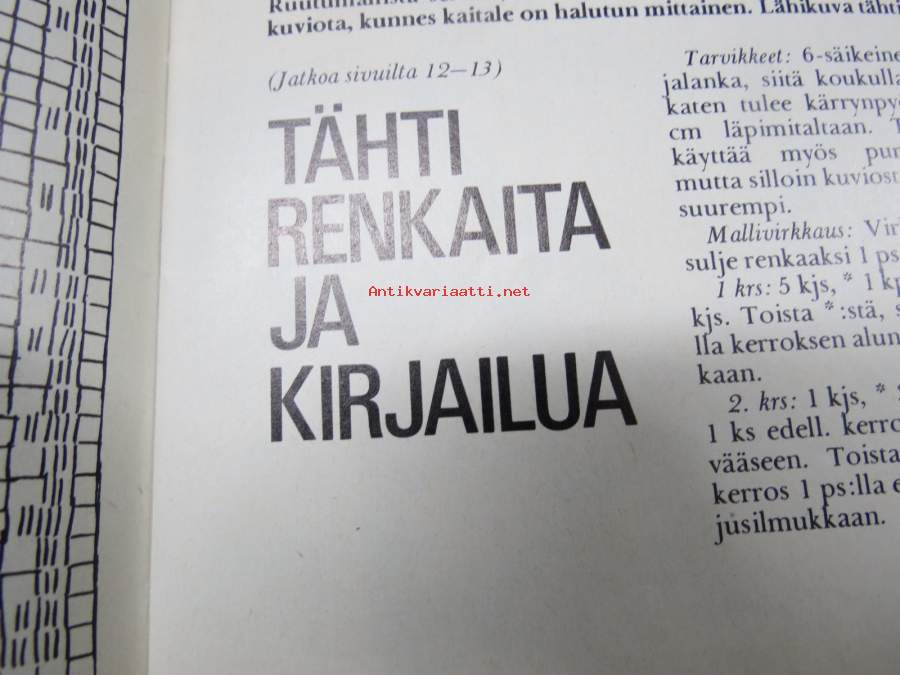 kuviota, kunnes kaitale on halutun mittainen. Lähikuva tähti
(Jatkoa sivuilta 12—13)
TÄHTI
RENKAITA
JA
KIRJAILUA
Antikvariaatti.net
Tarvikkeet: 6-säikeine
jalanka, siitä koukulla
katen tulee kärrynpy
cm läpimitaltaan. T
käyttää myös pur
mutta silloin kuviost
suurempi.
Mallivirkkaus: Vir
sulje renkaaksi 1 ps
1 krs: 5 kjs, * 1 kp
kjs. Toista *:stä, s
lla kerroksen alun
kaan.
2. krs: 1 kjs, *
1 ks edell. kerro
vääseen. Toista
kerros 1 ps:lla e
jusilmukkaan.